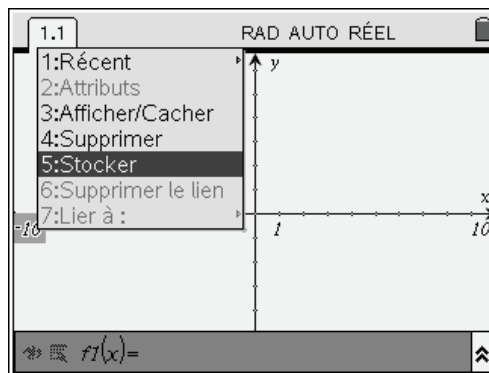 1.1 RAD AUTO RÉEL
1:Récent
2:Attributs
3:Afficher/Cacher
4:Supprimer
5:Stocker
6:Supprimer le lien
7:Lier à :
y
x
-10 1 10
f1(x)=